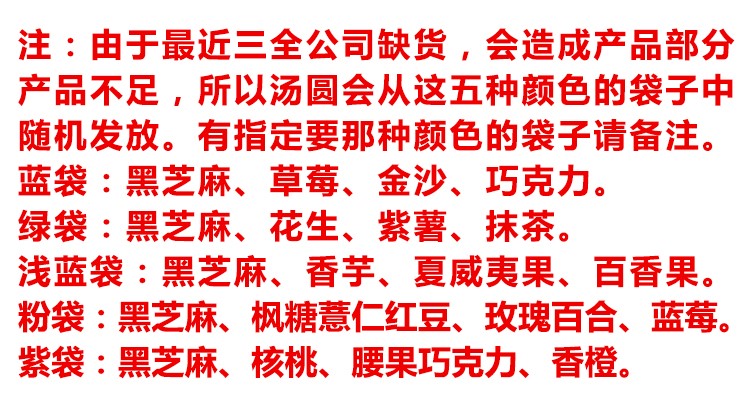 注：由于最近三全公司缺货，会造成产品部分
产品不足，所以汤圆会从这五种颜色的袋子中
随机发放。有指定要那种颜色的袋子请备注。
蓝袋：黑芝麻、草莓、金沙、巧克力。
绿袋：黑芝麻、花生、紫薯、抹茶。
浅蓝袋：黑芝麻、香芋、夏威夷果、百香果。
粉袋：黑芝麻、枫糖薏仁红豆、玫瑰百合、蓝莓。
紫袋：黑芝麻、核桃、腰果巧克力、香橙。